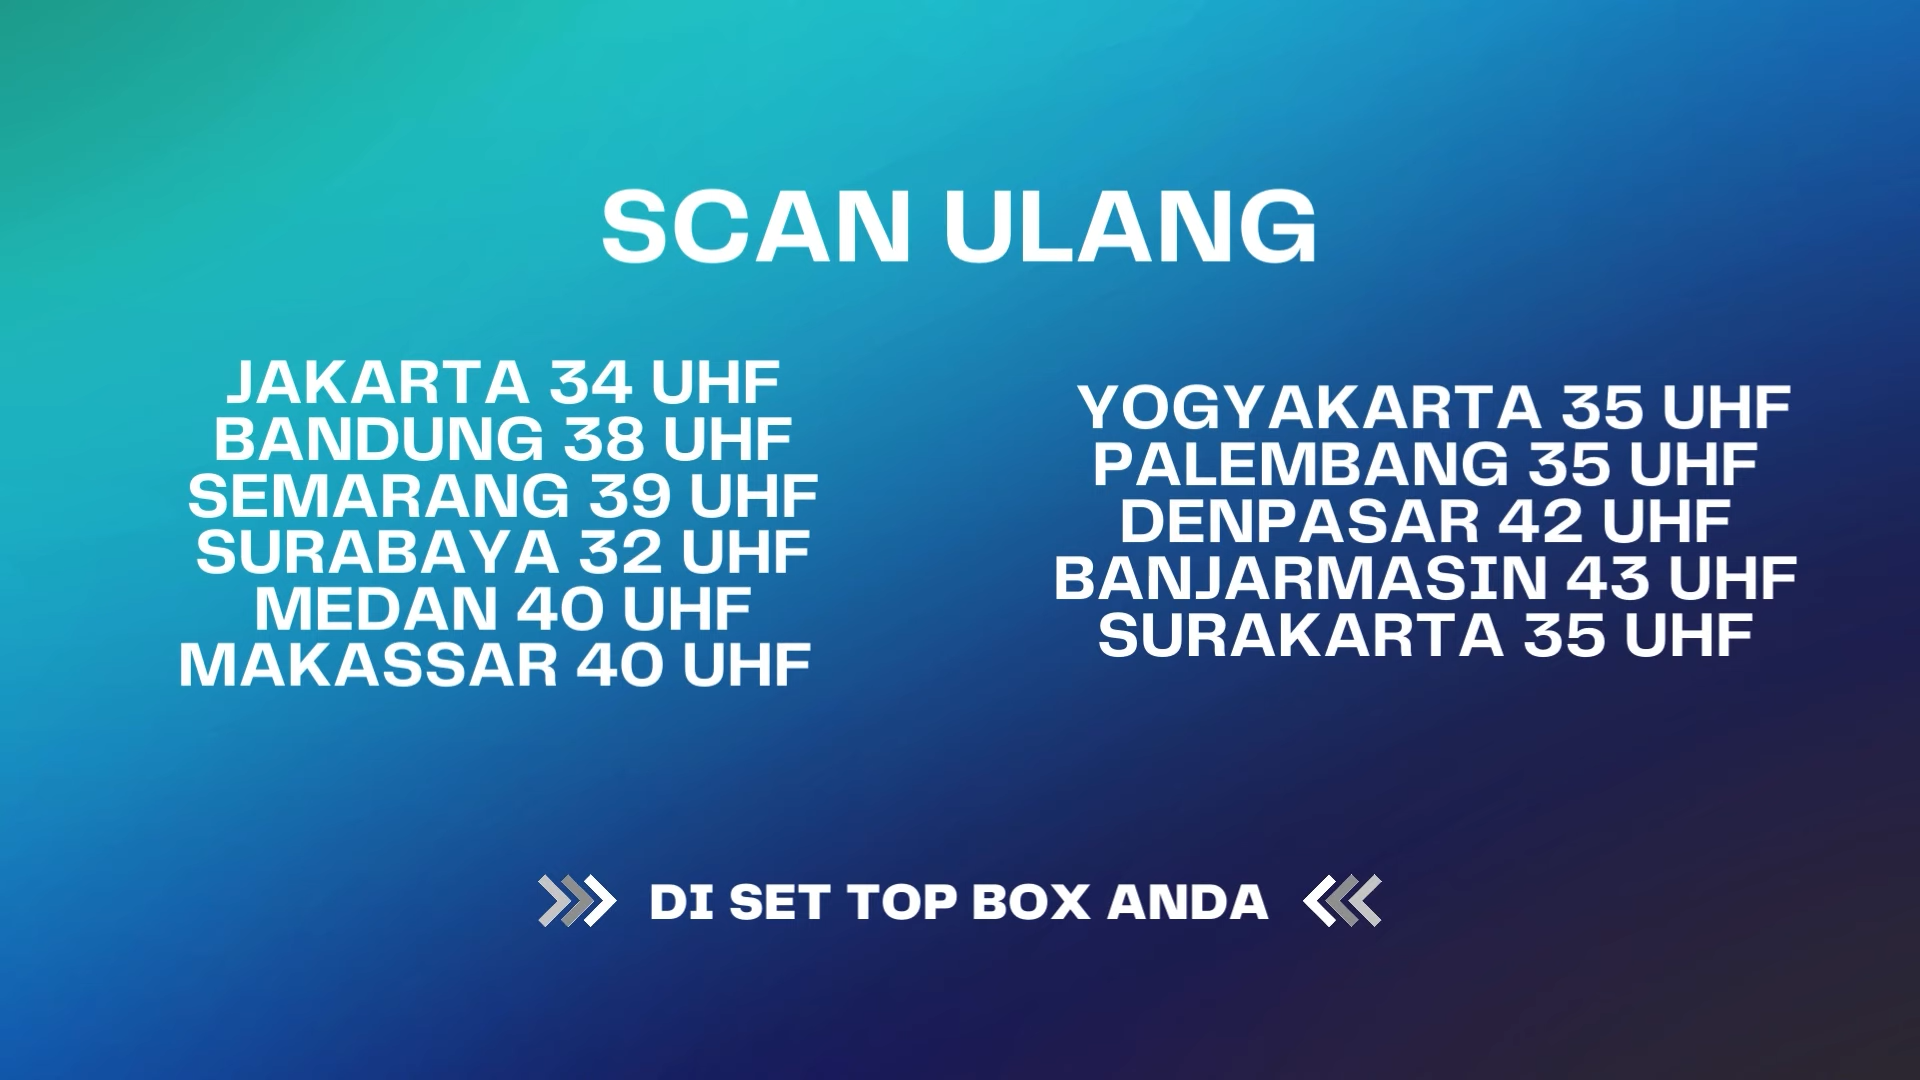 SCAN ULANG
JAKARTA 34 UHF
BANDUNG 38 UHF
SEMARANG 39 UHF
SURABAYA 32 UHF
MEDAN 40 UHF
MAKASSAR 40 UHF
YOGYAKARTA 35 UHF
PALEMBANG 35 UHF
DENPASAR 42 UHF
BANJARMASIN 43 UHF
SURAKARTA 35 UHF
DI SET TOP BOX ANDA